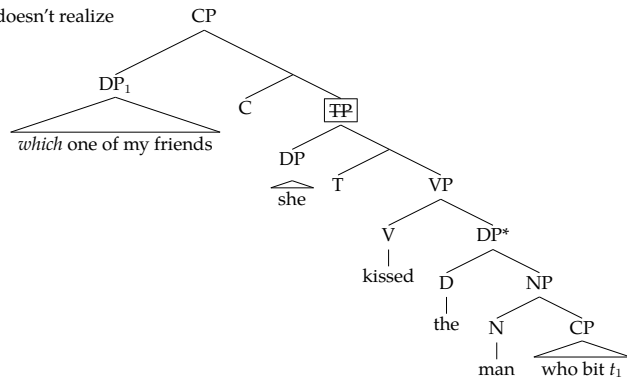 doesn't realize CP
DP₁
C TP
which one of my friends
DP T VP
she
V DP*
kissed D NP
the N CP
man who bit t₁